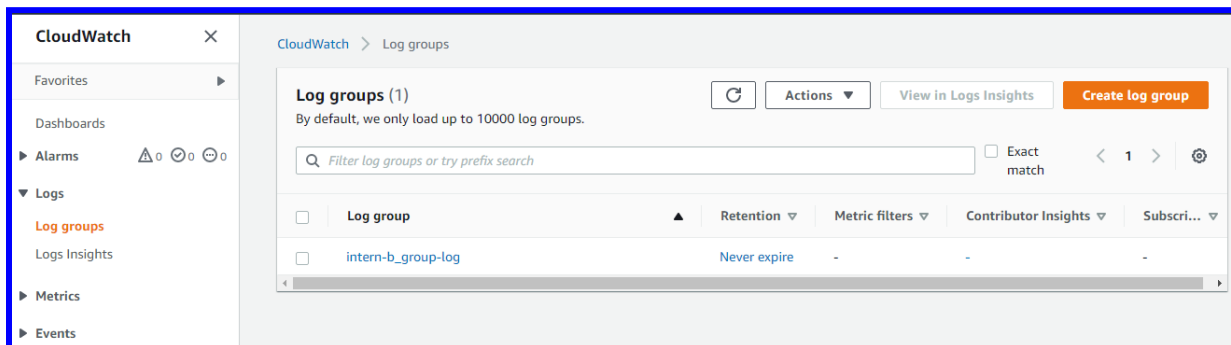 CloudWatch
Favorites
Dashboards
Alarms 0 0 0
Logs
Log groups
Logs Insights
Metrics
Events
CloudWatch > Log groups
Log groups (1)
By default, we only load up to 10000 log groups.
Actions
View in Logs Insights
Create log group
Filter log groups or try prefix search
Exact
match
1
Log group Retention Metric filters Contributor Insights Subscri...
intern-b_group-log Never expire - - -